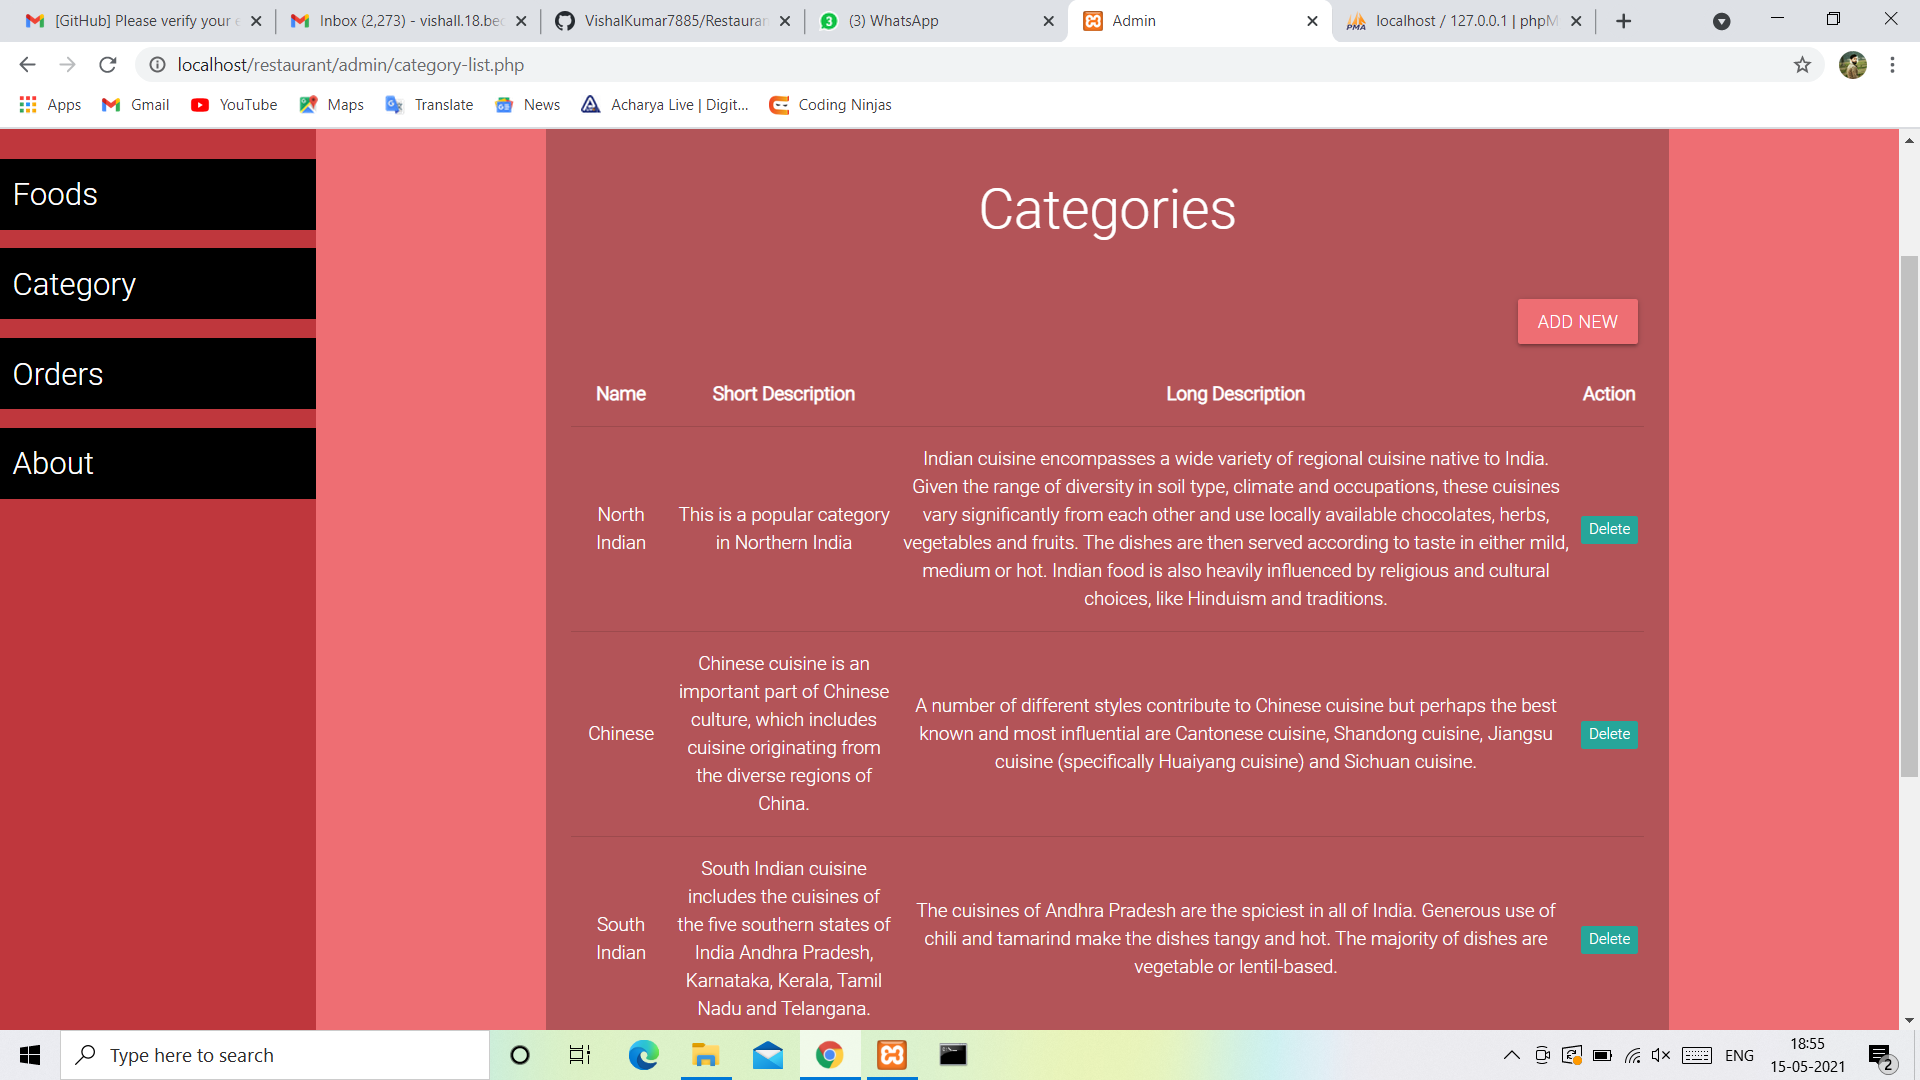 [GitHub] Please verify your e
Inbox (2,273) - vishall.18.bec
VishalKumar7885/Restauran
(3) WhatsApp
Admin
localhost / 127.0.0.1 | phpM
localhost/restaurant/admin/category-list.php
Apps
Gmail
YouTube
Maps
Translate
News
Acharya Live | Digit...
Coding Ninjas
Foods
Category
Orders
About
Categories
ADD NEW
Name
Short Description
Long Description
Action
North
Indian
This is a popular category
in Northern India
Indian cuisine encompasses a wide variety of regional cuisine native to India.
Given the range of diversity in soil type, climate and occupations, these cuisines
vary significantly from each other and use locally available chocolates, herbs,
vegetables and fruits. The dishes are then served according to taste in either mild,
medium or hot. Indian food is also heavily influenced by religious and cultural
choices, like Hinduism and traditions.
Delete
Chinese
Chinese cuisine is an
important part of Chinese
culture, which includes
cuisine originating from
the diverse regions of
China.
A number of different styles contribute to Chinese cuisine but perhaps the best
known and most influential are Cantonese cuisine, Shandong cuisine, Jiangsu
cuisine (specifically Huaiyang cuisine) and Sichuan cuisine.
Delete
South
Indian
South Indian cuisine
includes the cuisines of
the five southern states of
India Andhra Pradesh,
Karnataka, Kerala, Tamil
Nadu and Telangana.
The cuisines of Andhra Pradesh are the spiciest in all of India. Generous use of
chili and tamarind make the dishes tangy and hot. The majority of dishes are
vegetable or lentil-based.
Delete
Type here to search
ENG
18:55
15-05-2021
2